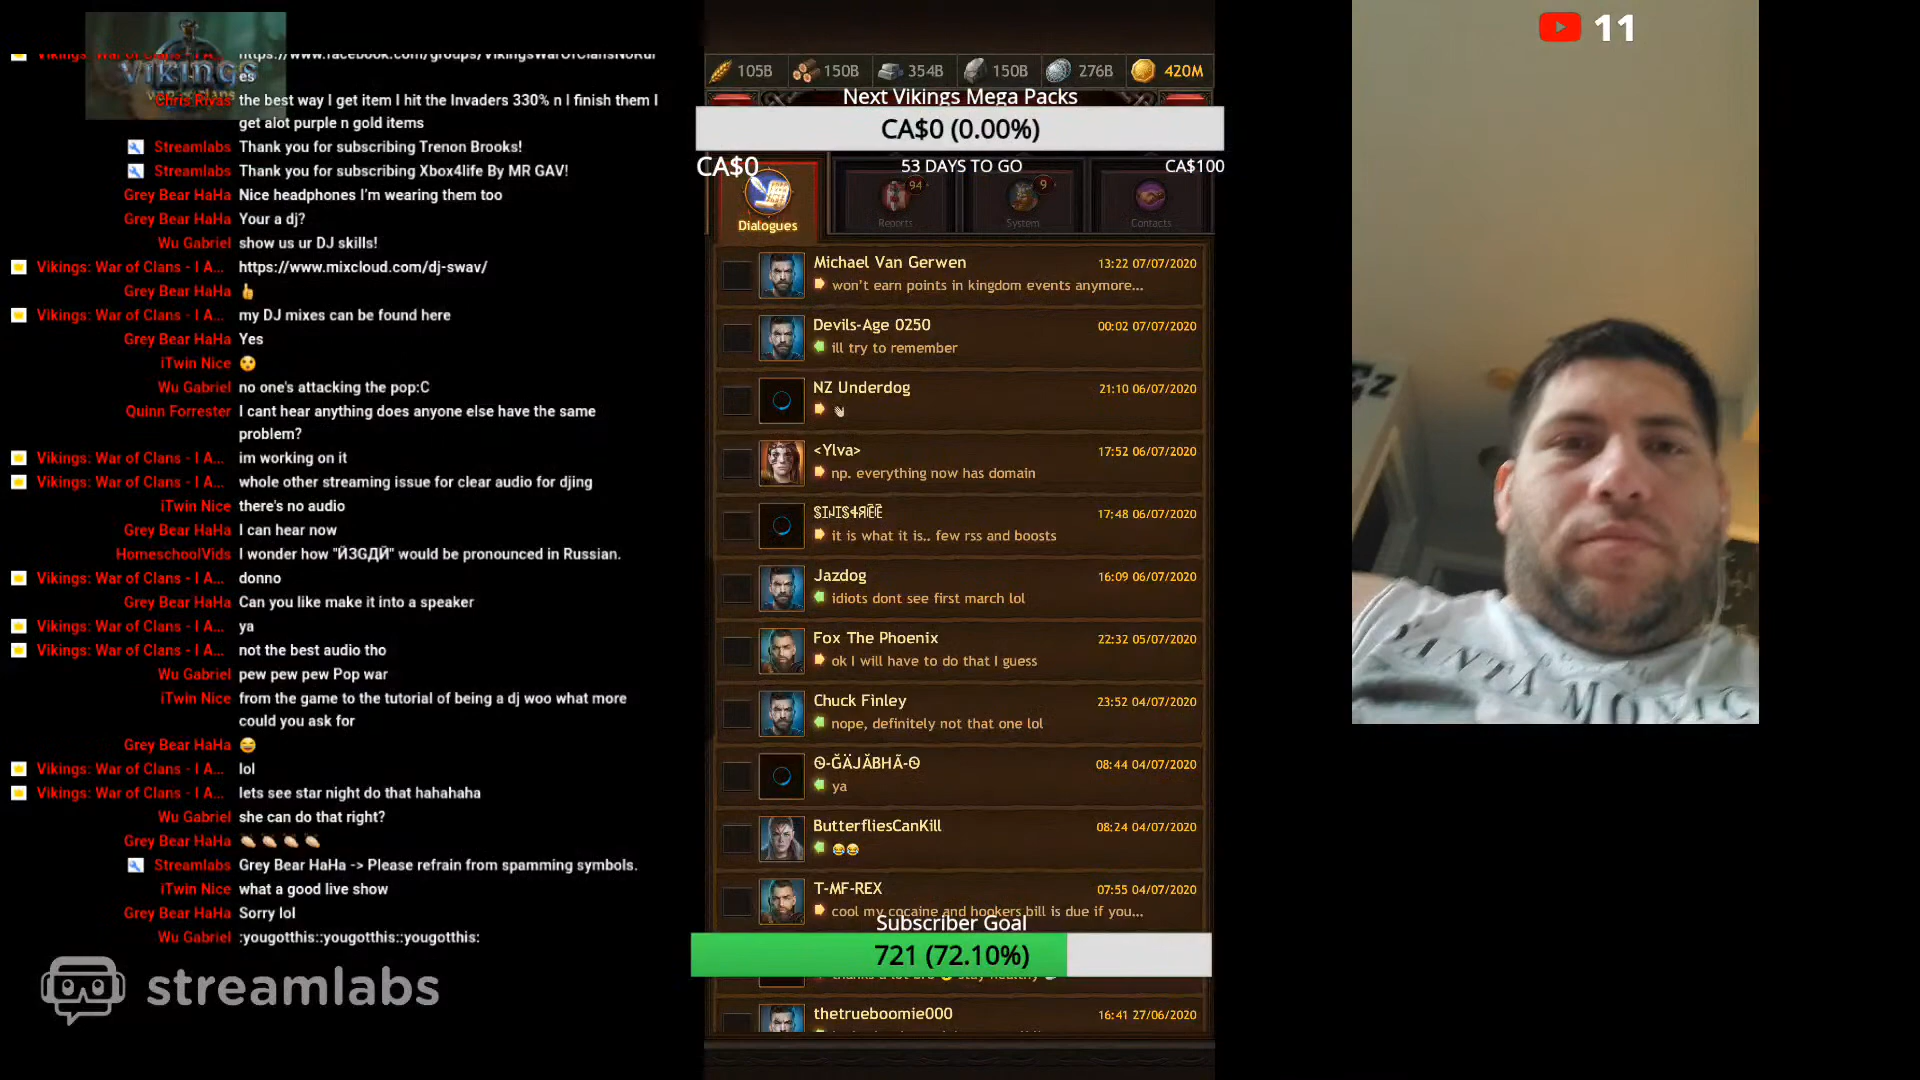 VIKINGS
Vikings: War of Clans - I A... https://www.facebook.com/groups/VikingsWarOfClansNoRul
es
Chris Rivas the best way I get item I hit the Invaders 330% n I finish them I
get alot purple n gold items
Streamlabs Thank you for subscribing Trenon Brooks!
Streamlabs Thank you for subscribing Xbox4life By MR GAV!
Grey Bear HaHa Nice headphones I'm wearing them too
Grey Bear HaHa Your a dj?
Wu Gabriel show us ur DJ skills!
Vikings: War of Clans - I A... https://www.mixcloud.com/dj-swav/
Grey Bear HaHa 👍
Vikings: War of Clans - I A... my DJ mixes can be found here
Grey Bear HaHa Yes
iTwin Nice 😯
Wu Gabriel no one's attacking the pop:C
Quinn Forrester I cant hear anything does anyone else have the same
problem?
Vikings: War of Clans - I A... im working on it
Vikings: War of Clans - I A... whole other streaming issue for clear audio for djing
iTwin Nice there's no audio
Grey Bear HaHa I can hear now
HomeschoolVids I wonder how "ЙЗGДЙ" would be pronounced in Russian.
Vikings: War of Clans - I A... donno
Grey Bear HaHa Can you like make it into a speaker
Vikings: War of Clans - I A... ya
Vikings: War of Clans - I A... not the best audio tho
Wu Gabriel pew pew pew Pop war
iTwin Nice from the game to the tutorial of being a dj woo what more
could you ask for
Grey Bear HaHa 😄
Vikings: War of Clans - I A... lol
Vikings: War of Clans - I A... lets see star night do that hahahaha
Wu Gabriel she can do that right?
Grey Bear HaHa 👏 👏 👏 👏
Streamlabs Grey Bear HaHa -> Please refrain from spamming symbols.
iTwin Nice what a good live show
Grey Bear HaHa Sorry lol
Wu Gabriel :yougotthis::yougotthis::yougotthis:
streamlabs
105B 150B 354B 150B 276B 420M
Next Vikings Mega Packs
CA$0 (0.00%)
CA$0 53 DAYS TO GO CA$100
94 9
Dialogues Reports System Contacts
Michael Van Gerwen 13:22 07/07/2020
won't earn points in kingdom events anymore...
Devils-Age 0250 00:02 07/07/2020
ill try to remember
NZ Underdog 21:10 06/07/2020
👋
<Ylva> 17:52 06/07/2020
np. everything now has domain
17:48 06/07/2020
it is what it is.. few rss and boosts
Jazdog 16:09 06/07/2020
idiots dont see first march lol
Fox The Phoenix 22:32 05/07/2020
ok I will have to do that I guess
Chuck Finley 23:52 04/07/2020
nope, definitely not that one lol
08:44 04/07/2020
ya
ButterfliesCanKill 08:24 04/07/2020
😂😂
T-MF-REX 07:55 04/07/2020
cool my cocaine and hookers bill is due if you...
Subscriber Goal
721 (72.10%)
thetrueboomie000 16:41 27/06/2020
11
SANTA MONICA